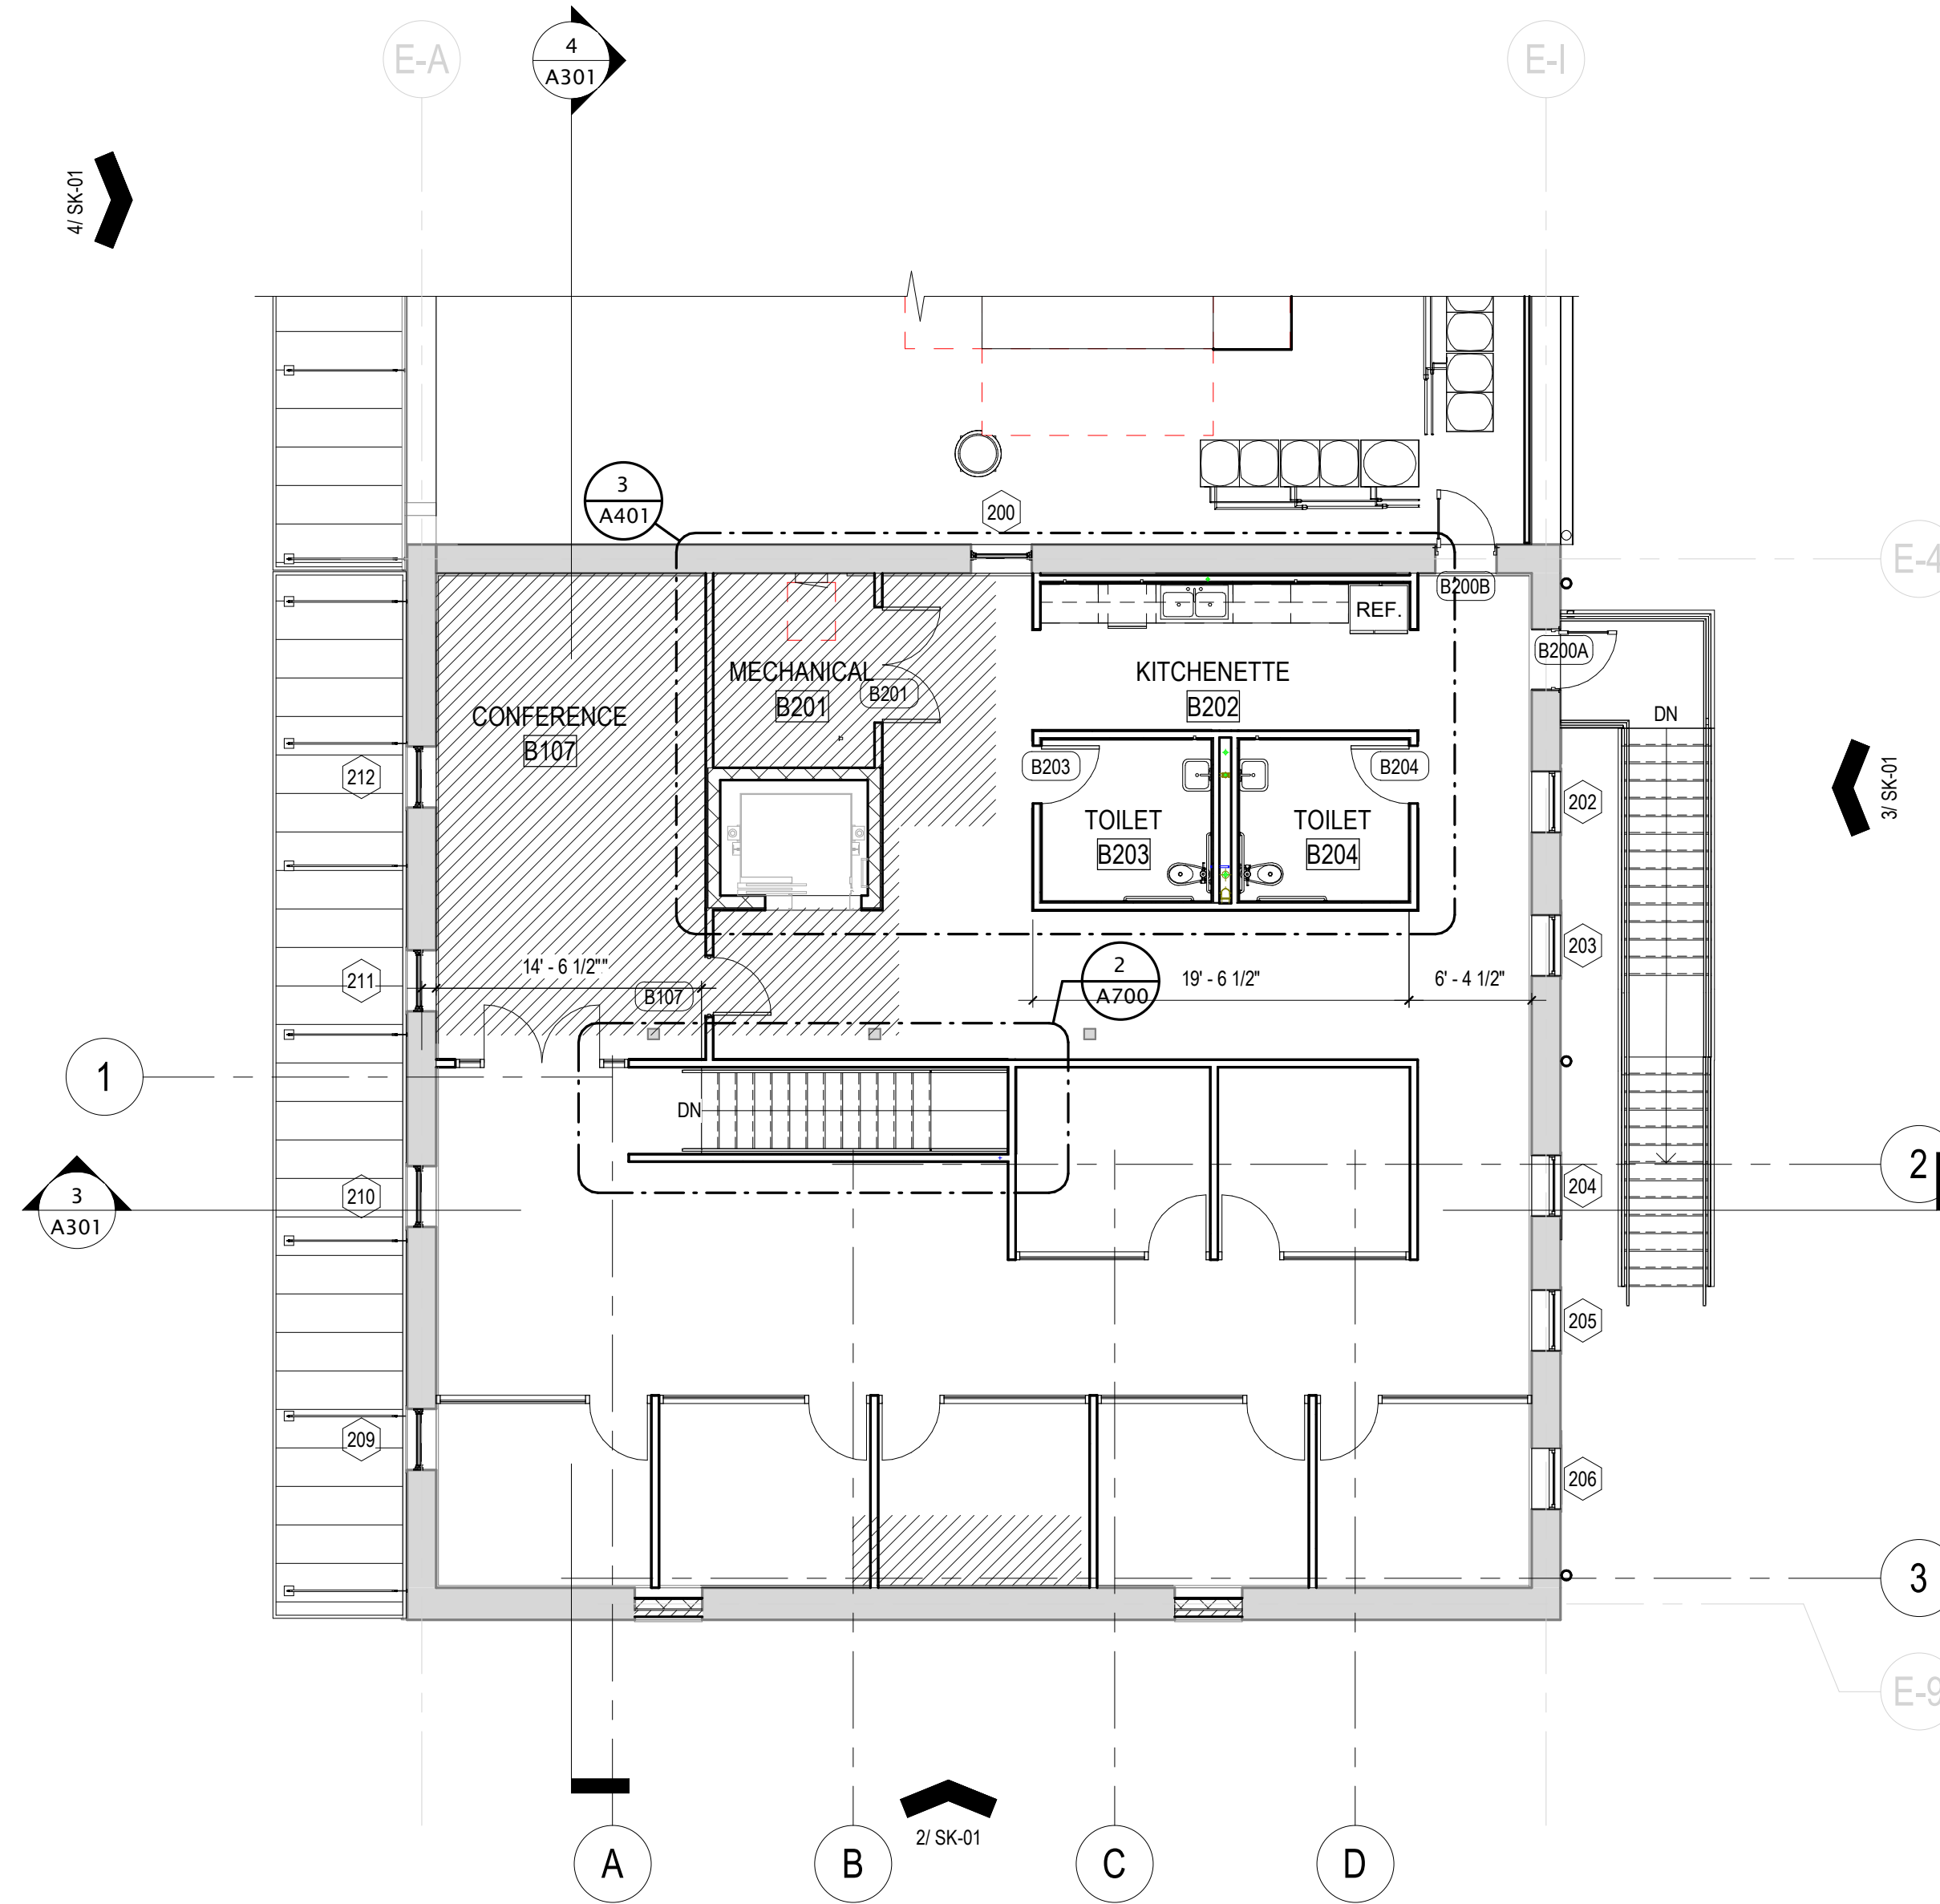 E-A
4
A301
E-I
4/ SK-01
3
A401
200
E-4
B200B
REF.
B200A
MECHANICAL
B201
B201
KITCHENETTE
B202
CONFERENCE
B107
DN
212
B203
B204
202
3/ SK-01
TOILET
B203
TOILET
B204
203
14' - 6 1/2""
211
B107
2
A700
19' - 6 1/2"
6' - 4 1/2"
1
DN
2
204
3
A301
210
205
209
206
3
E-9
2/ SK-01
A
B
C
D